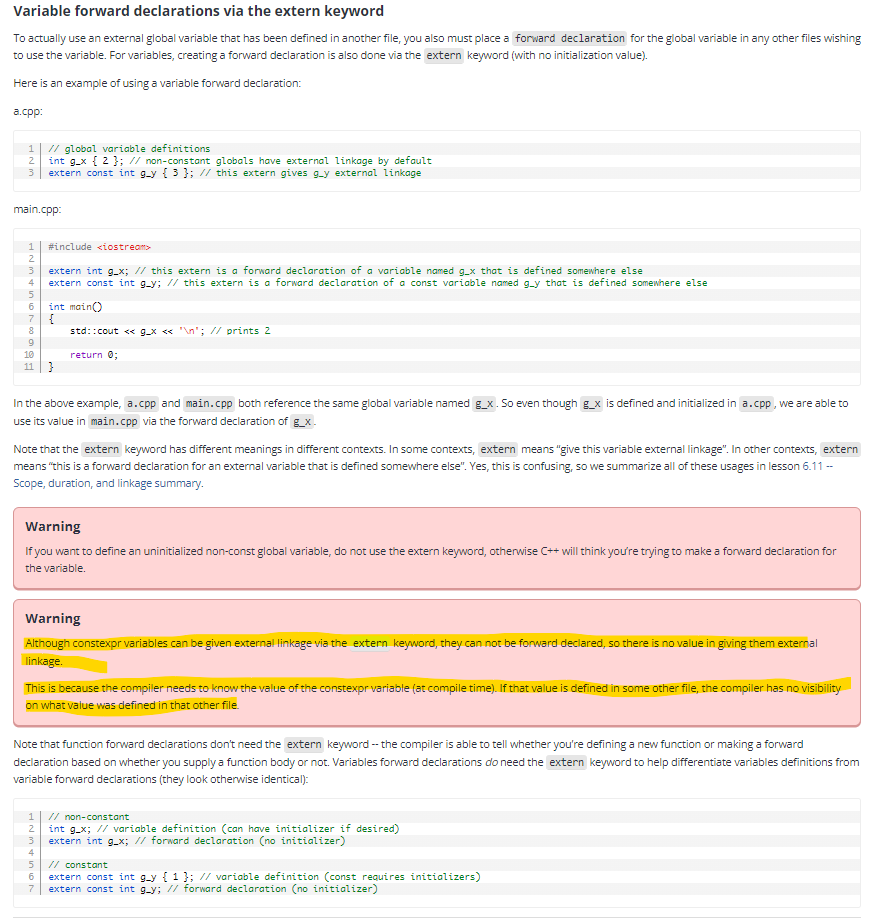 Variable forward declarations via the extern keyword
To actually use an external global variable that has been defined in another file, you also must place a forward declaration for the global variable in any other files wishing
to use the variable. For variables, creating a forward declaration is also done via the extern keyword (with no initialization value).
Here is an example of using a variable forward declaration:
a.cpp:
1 // global variable definitions
2 int g_x { 2 }; // non-constant globals have external linkage by default
3 extern const int g_y { 3 }; // this extern gives g_y external linkage
main.cpp:
1 #include <iostream>
2
3 extern int g_x; // this extern is a forward declaration of a variable named g_x that is defined somewhere else
4 extern const int g_y; // this extern is a forward declaration of a const variable named g_y that is defined somewhere else
5
6 int main()
7 {
8     std::cout << g_x << '\n'; // prints 2
9
10     return 0;
11 }
In the above example, a.cpp and main.cpp both reference the same global variable named g_x. So even though g_x is defined and initialized in a.cpp, we are able to
use its value in main.cpp via the forward declaration of g_x.
Note that the extern keyword has different meanings in different contexts. In some contexts, extern means "give this variable external linkage". In other contexts, extern
means "this is a forward declaration for an external variable that is defined somewhere else". Yes, this is confusing, so we summarize all of these usages in lesson 6.11 --
Scope, duration, and linkage summary.
Warning
If you want to define an uninitialized non-const global variable, do not use the extern keyword, otherwise C++ will think you're trying to make a forward declaration for
the variable.
Warning
Although constexpr variables can be given external linkage via the extern keyword, they can not be forward declared, so there is no value in giving them external
linkage.
This is because the compiler needs to know the value of the constexpr variable (at compile time). If that value is defined in some other file, the compiler has no visibility
on what value was defined in that other file.
Note that function forward declarations don't need the extern keyword -- the compiler is able to tell whether you're defining a new function or making a forward
declaration based on whether you supply a function body or not. Variables forward declarations do need the extern keyword to help differentiate variables definitions from
variable forward declarations (they look otherwise identical):
1 // non-constant
2 int g_x; // variable definition (can have initializer if desired)
3 extern int g_x; // forward declaration (no initializer)
4
5 // constant
6 extern const int g_y { 1 }; // variable definition (const requires initializers)
7 extern const int g_y; // forward declaration (no initializer)